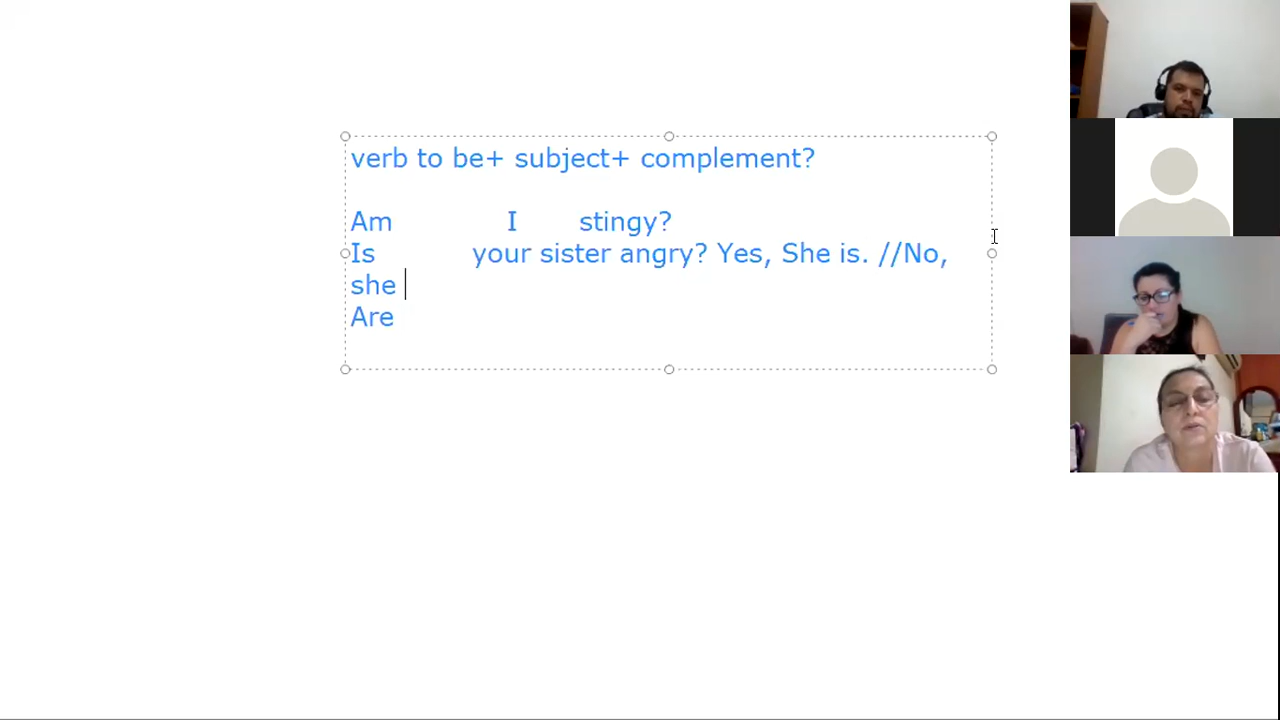 verb to be+ subject+ complement?
Am I stingy?
Is your sister angry? Yes, She is. //No,
she
Are